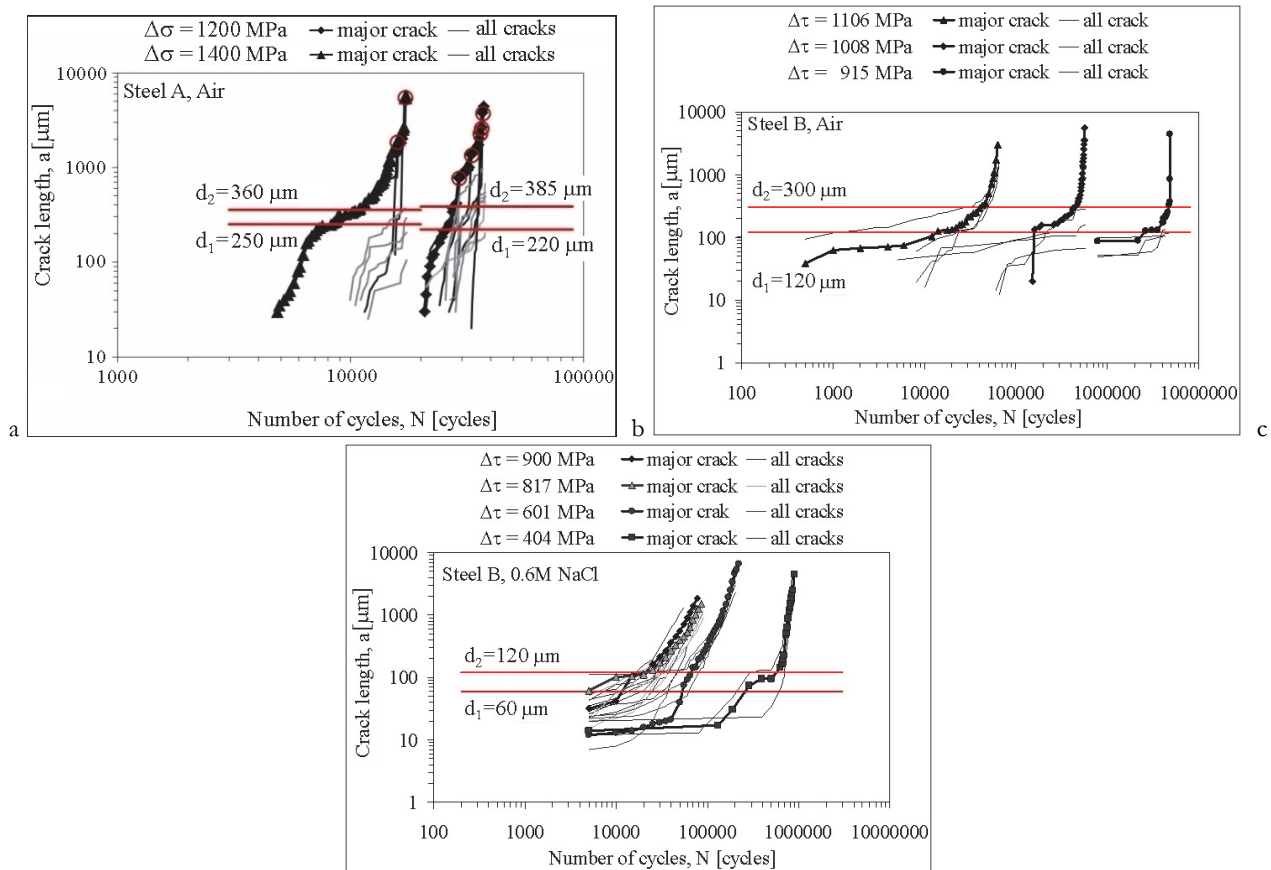 Δσ = 1200 MPa major crack all cracks
Δσ = 1400 MPa major crack all cracks
10000
1000
100
10
Crack length, a [μm]
Steel A, Air
d2=360 μm
d1=250 μm
d2=385 μm
d1=220 μm
1000 10000 100000
Number of cycles, N [cycles]
a
Δτ = 1106 MPa major crack all cracks
Δτ = 1008 MPa major crack all cracks
Δτ = 915 MPa major crack all cracks
10000
1000
100
10
1
Crack length, a [μm]
Steel B, Air
d2=300 μm
d1=120 μm
100 1000 10000 100000 1000000 10000000
Number of cycles, N [cycles]
b
c
Δτ = 900 MPa major crack all cracks
Δτ = 817 MPa major crack all cracks
Δτ = 601 MPa major crak all cracks
Δτ = 404 MPa major crack all cracks
10000
1000
100
10
1
Crack length, a [μm]
Steel B, 0.6M NaCl
d2=120 μm
d1=60 μm
100 1000 10000 100000 1000000 10000000
Number of cycles, N [cycles]